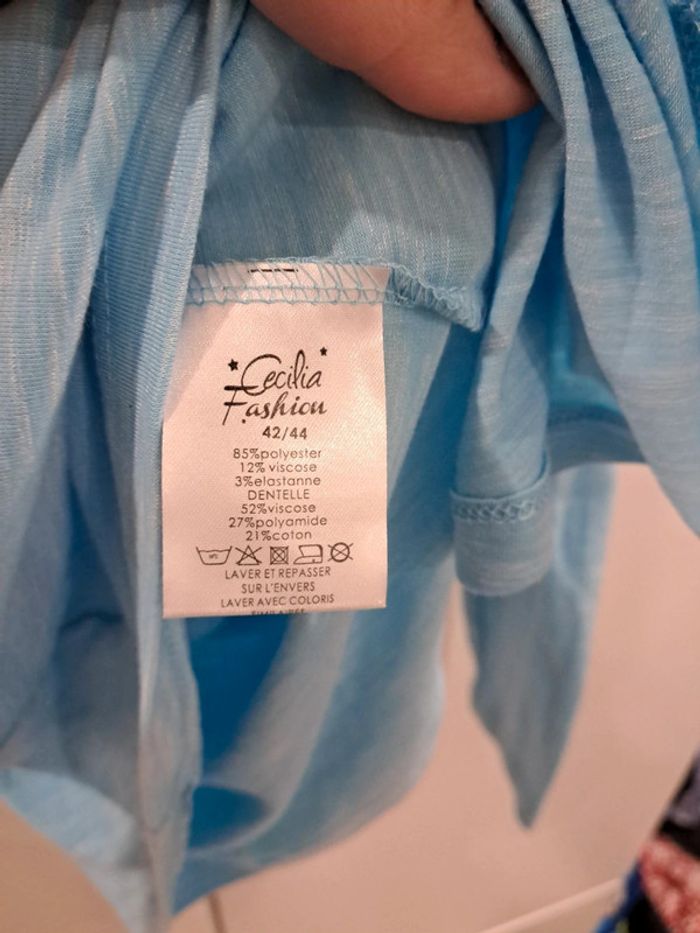 Cecilia
Fashion
42/44
85%polyester
12% viscose
3%elastanne
DENTELLE
52%viscose
27%polyamide
21%coton
LAVER ET REPASSER
SUR L'ENVERS
LAVER AVEC COLORIS